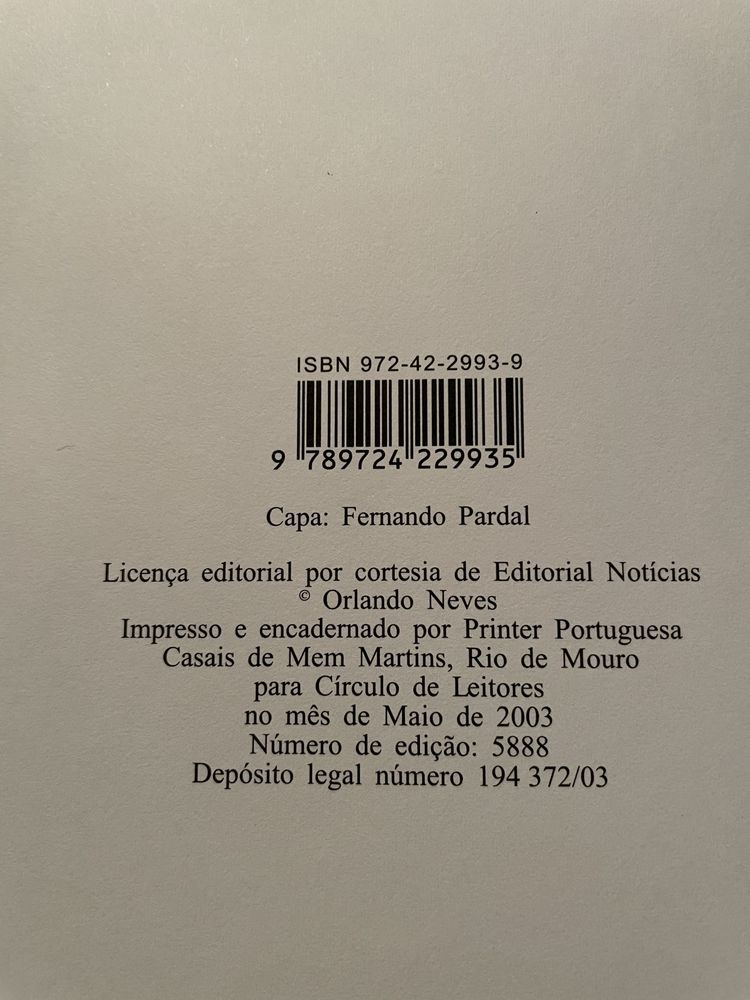 ISBN 972-42-2993-9
9 789724 229935
Capa: Fernando Pardal
Licença editorial por cortesia de Editorial Notícias
© Orlando Neves
Impresso e encadernado por Printer Portuguesa
Casais de Mem Martins, Rio de Mouro
para Círculo de Leitores
no mês de Maio de 2003
Número de edição: 5888
Depósito legal número 194 372/03